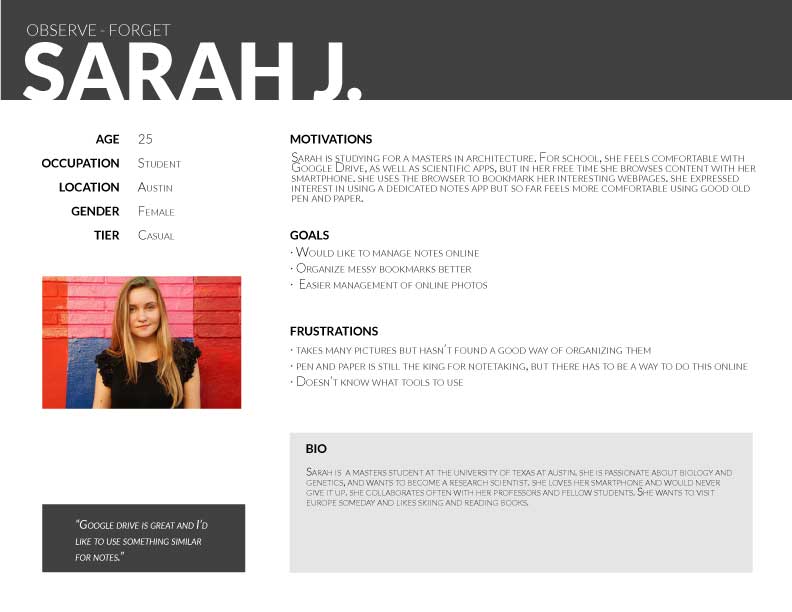 OBSERVE - FORGET
SARAH J.
AGE 25
OCCUPATION Student
LOCATION Austin
GENDER Female
TIER Casual
MOTIVATIONS
Sarah is studying for a masters in architecture. For school, she feels comfortable with
Google Drive, as well as scientific apps, but in her free time she browses content with her
smartphone. she uses the browser to bookmark her interesting webpages. she expressed
interest in using a dedicated notes app but so far feels more comfortable using good old
pen and paper.
GOALS
· Would like to manage notes online
· Organize messy bookmarks better
· Easier management of online photos
FRUSTRATIONS
· takes many pictures but hasn't found a good way of organizing them
· pen and paper is still the king for notetaking, but there has to be a way to do this online
· Doesn't know what tools to use
BIO
Sarah is a masters student at the university of texas at austin. she is passionate about biology and
genetics, and wants to become a research scientist. she loves her smartphone and would never
give it up. she collaborates often with her professors and fellow students. She wants to visit
europe someday and likes skiing and reading books.
"Google drive is great and I'd
like to use something similar
for notes."